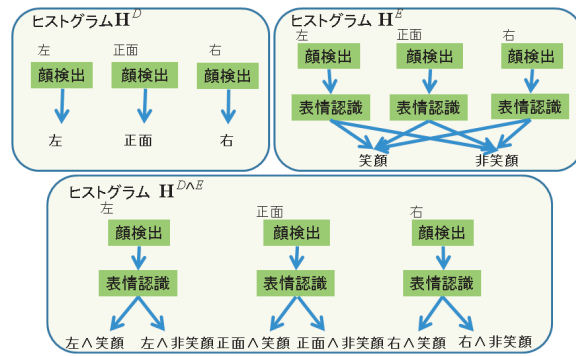 ヒストグラムH^D
左 正面 右
顔検出 顔検出 顔検出
左 正面 右
ヒストグラム H^E
左 正面 右
顔検出 顔検出 顔検出
表情認識 表情認識 表情認識
笑顔 非笑顔
ヒストグラム H^{D∧E}
左 正面 右
顔検出 顔検出 顔検出
表情認識 表情認識 表情認識
左∧笑顔 左∧非笑顔 正面∧笑顔 正面∧非笑顔 右∧笑顔 右∧非笑顔